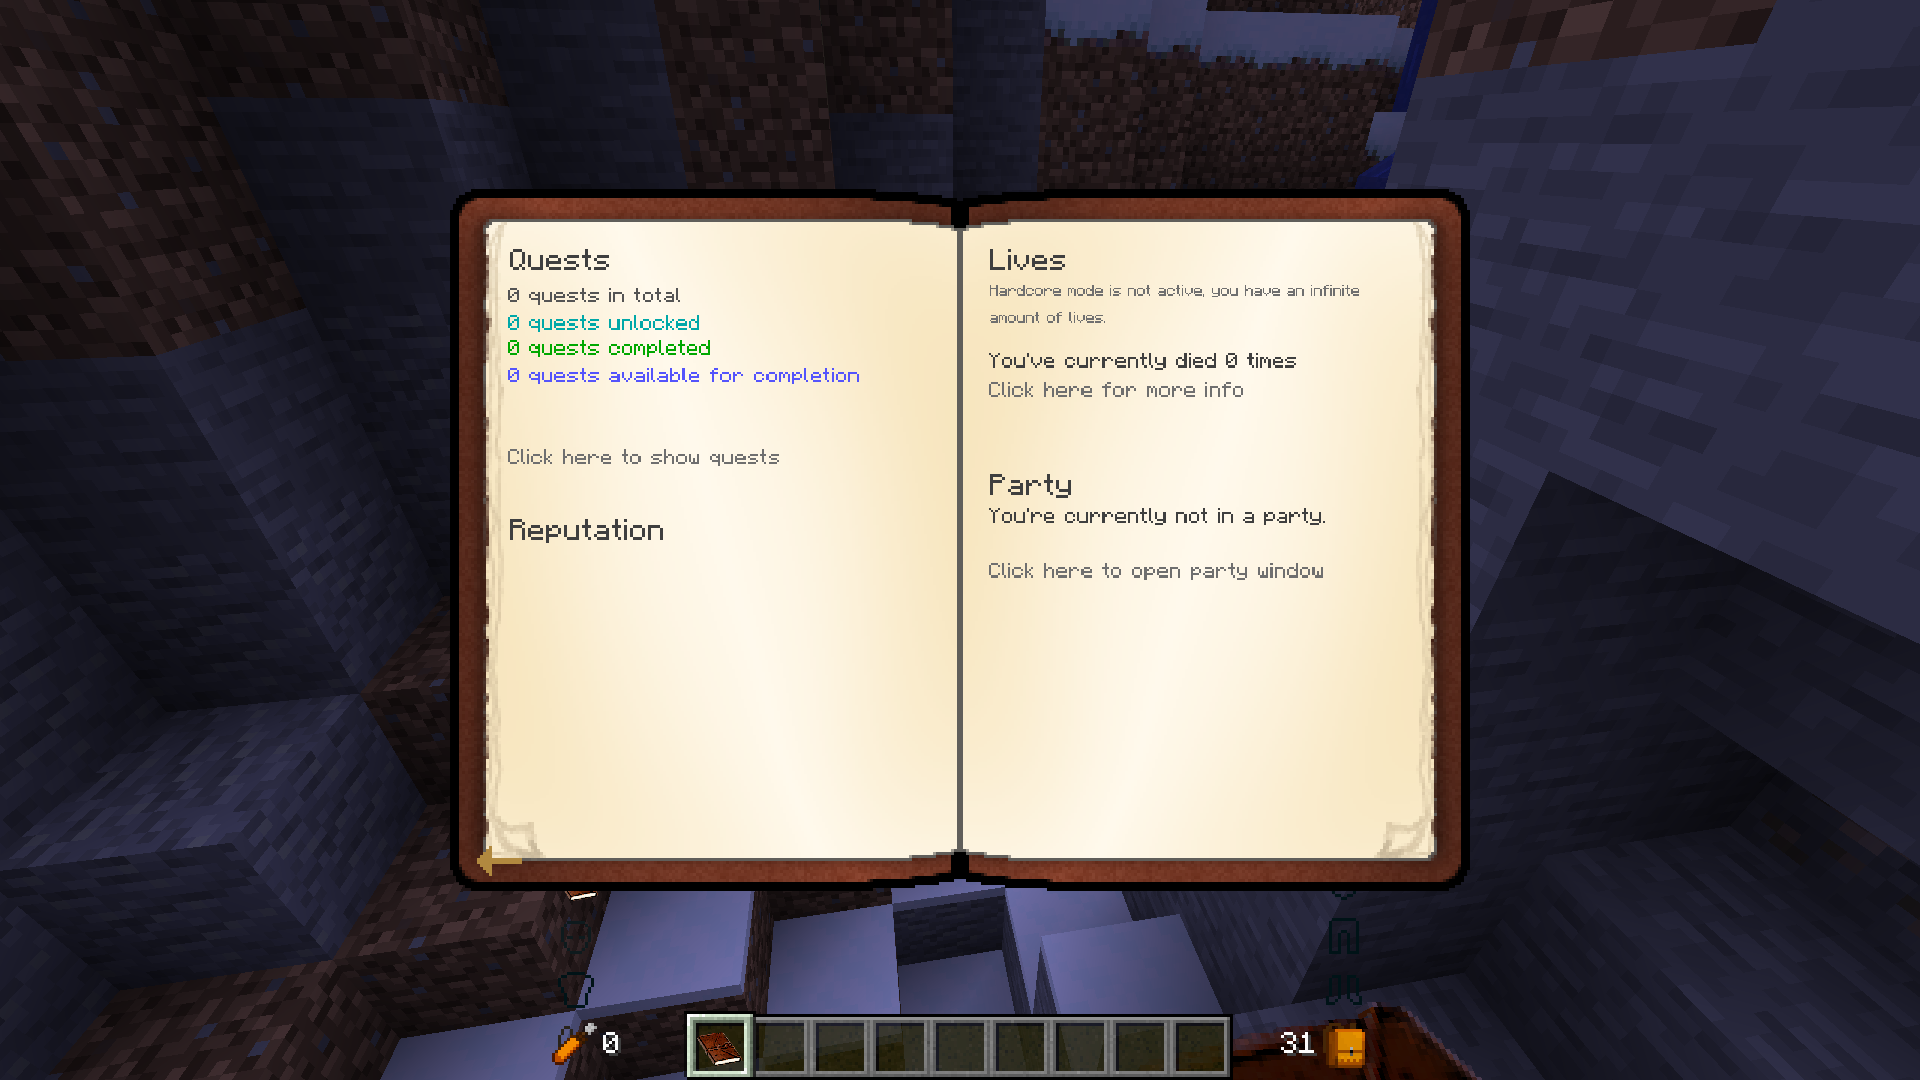 Quests
0 quests in total
0 quests unlocked
0 quests completed
0 quests available for completion
Click here to show quests
Reputation
Lives
Hardcore mode is not active, you have an infinite
amount of lives.
You've currently died 0 times
Click here for more info
Party
You're currently not in a party.
Click here to open party window
0
31